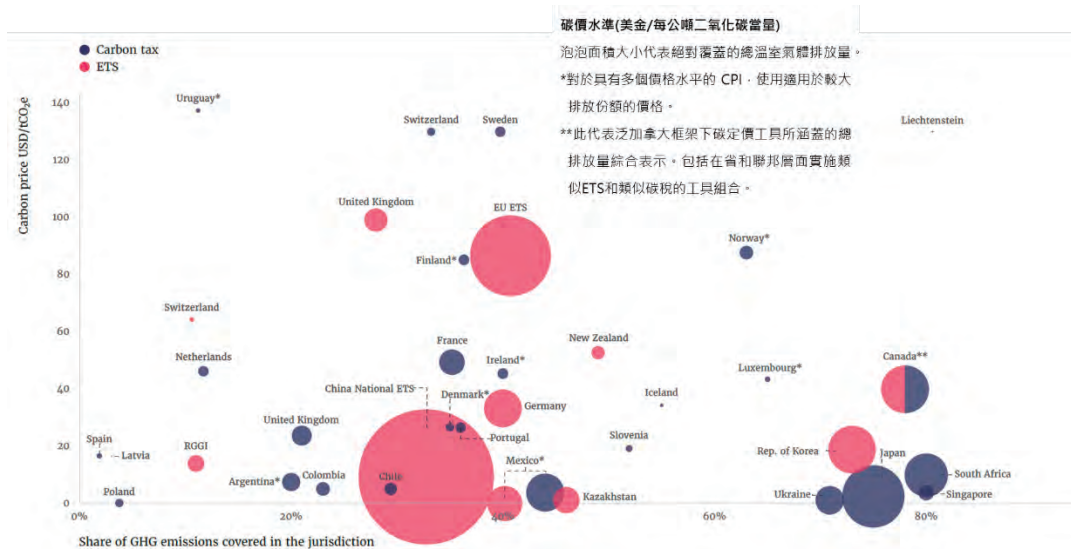 碳價水準(美金/每公噸二氧化碳當量)
泡泡面積大小代表絕對覆蓋的總溫室氣體排放量。
*對於具有多個價格水平的 CPI，使用適用於較大
排放份額的價格。
**此代表泛加拿大框架下碳定價工具所涵蓋的總
排放量綜合表示。包括在省和聯邦層面實施類
似ETS和類似碳稅的工具組合。
Carbon tax
ETS
Carbon price USD/tCO₂e
140
120
100
80
60
40
20
0
Uruguay*
Switzerland
Sweden
Liechtenstein
United Kingdom
EU ETS
Finland*
Norway*
Switzerland
Netherlands
France
Ireland*
New Zealand
Luxembourg*
Canada**
China National ETS
Denmark*
Germany
Iceland
United Kingdom
Portugal
Slovenia
Spain
Latvia
RGGI
Rep. of Korea
Japan
Argentina*
Colombia
Chile
Mexico*
Kazakhstan
Ukraine
South Africa
Singapore
Poland
0%
20%
40%
60%
80%
Share of GHG emissions covered in the jurisdiction